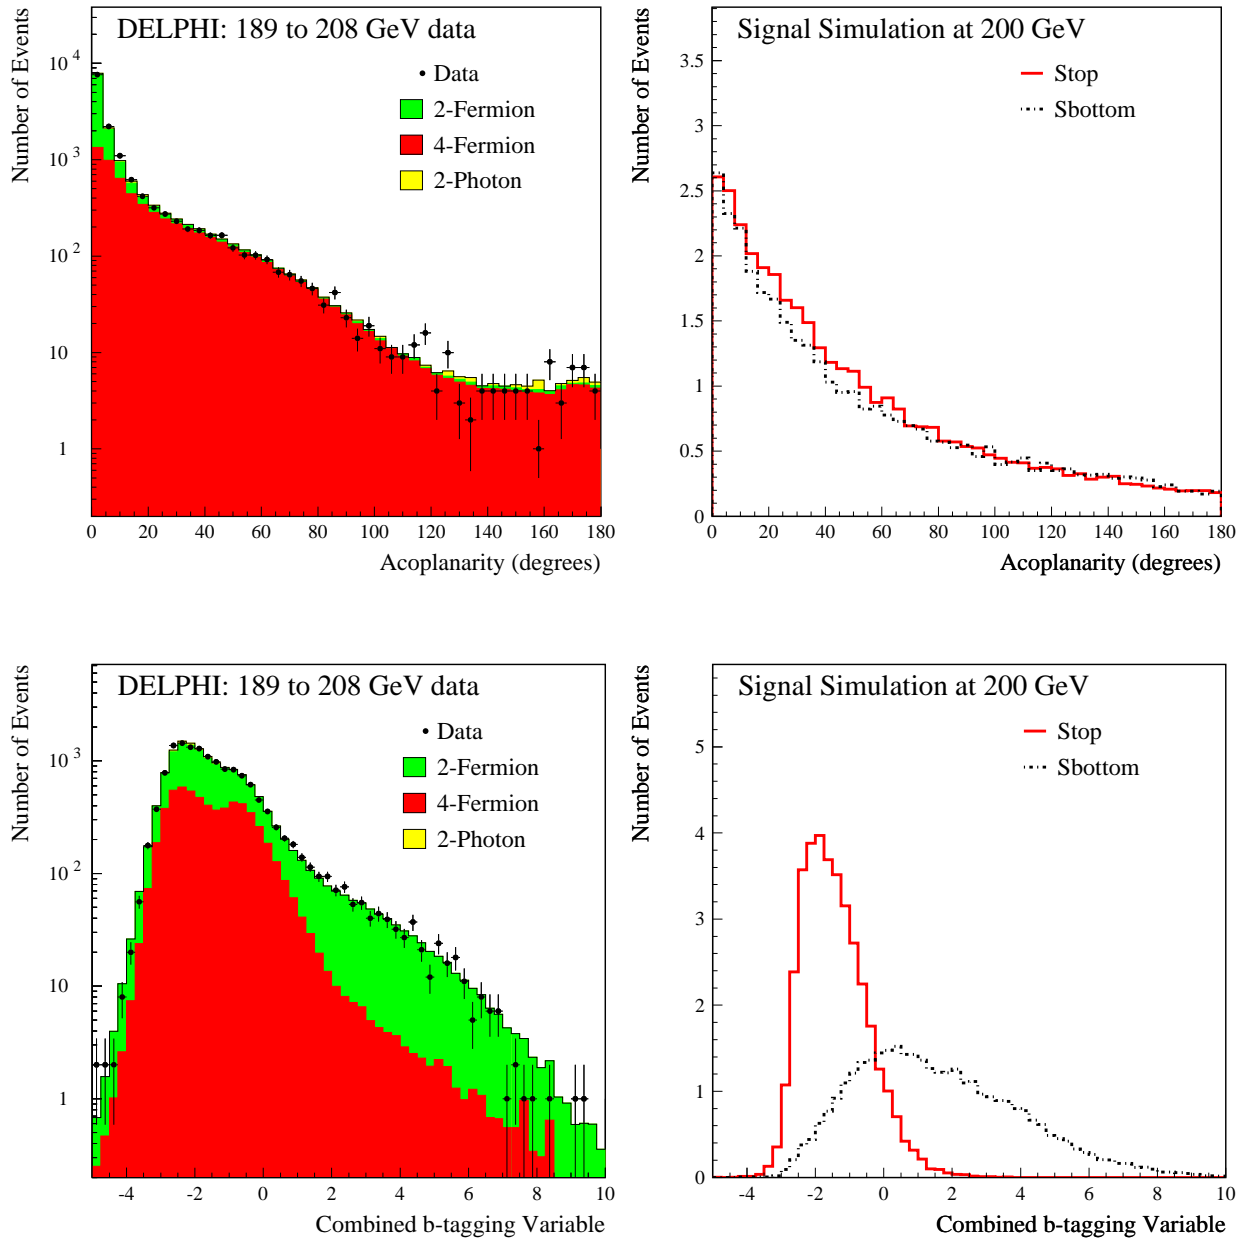 DELPHI: 189 to 208 GeV data
Number of Events
Data
2-Fermion
4-Fermion
2-Photon
10 4
10 3
10 2
10
1
0 20 40 60 80 100 120 140 160 180
Acoplanarity (degrees)
Signal Simulation at 200 GeV
Number of Events
Stop
Sbottom
3.5
3
2.5
2
1.5
1
0.5
0
0 20 40 60 80 100 120 140 160 180
Acoplanarity (degrees)
DELPHI: 189 to 208 GeV data
Number of Events
Data
2-Fermion
4-Fermion
2-Photon
10 3
10 2
10
1
-4 -2 0 2 4 6 8 10
Combined b-tagging Variable
Signal Simulation at 200 GeV
Number of Events
Stop
Sbottom
5
4
3
2
1
0
-4 -2 0 2 4 6 8 10
Combined b-tagging Variable